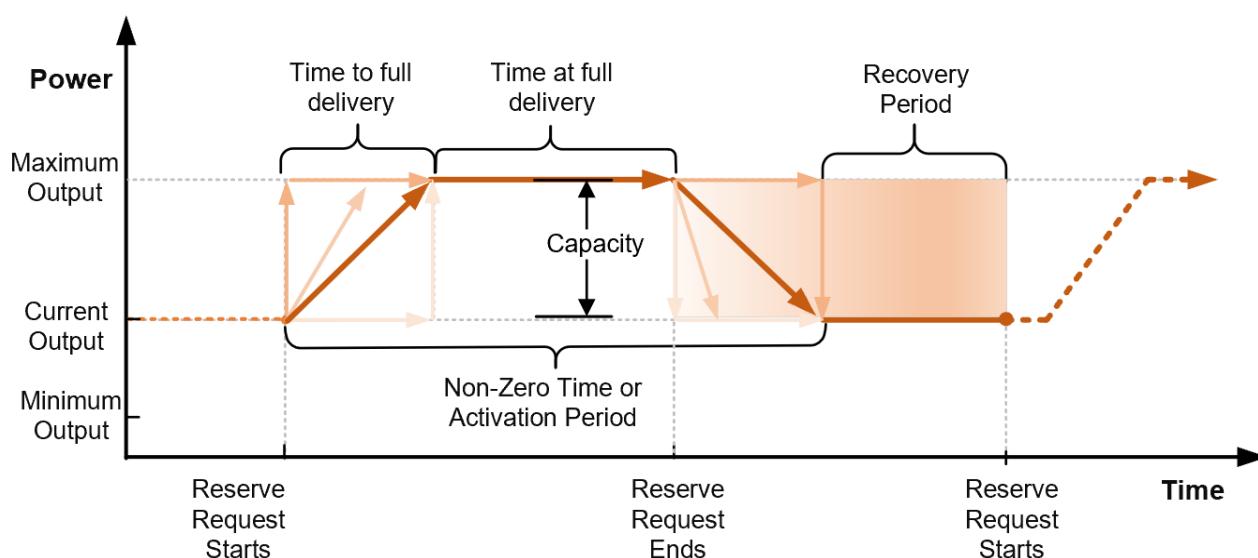 Power
Time to full
delivery
Time at full
delivery
Recovery
Period
Maximum
Output
Capacity
Current
Output
Non-Zero Time or
Activation Period
Minimum
Output
Reserve
Request
Starts
Reserve
Request
Ends
Reserve
Request
Starts
Time